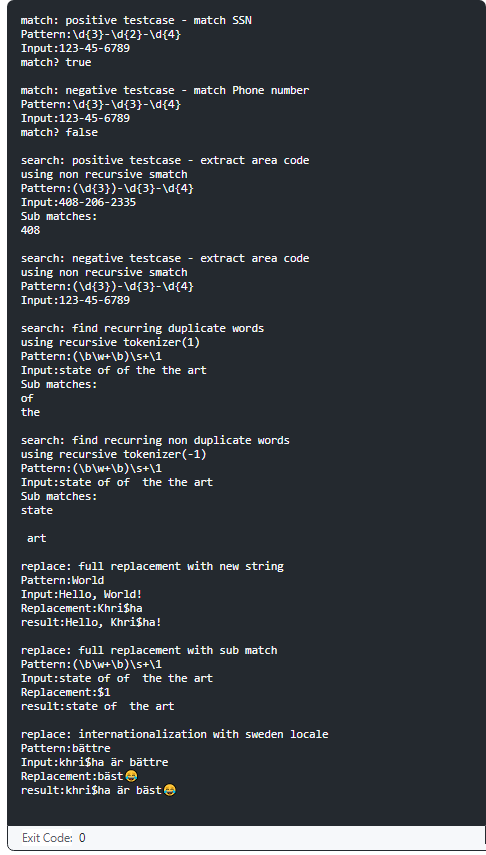 match: positive testcase - match SSN
Pattern:\d{3}-\d{2}-\d{4}
Input:123-45-6789
match? true

match: negative testcase - match Phone number
Pattern:\d{3}-\d{3}-\d{4}
Input:123-45-6789
match? false

search: positive testcase - extract area code
using non recursive smatch
Pattern:(\d{3})-\d{3}-\d{4}
Input:408-206-2335
Sub matches:
408

search: negative testcase - extract area code
using non recursive smatch
Pattern:(\d{3})-\d{3}-\d{4}
Input:123-45-6789

search: find recurring duplicate words
using recursive tokenizer(1)
Pattern:(\b\w+\b)\s+\1
Input:state of of the the art
Sub matches:
of
the

search: find recurring non duplicate words
using recursive tokenizer(-1)
Pattern:(\b\w+\b)\s+\1
Input:state of of  the the art
Sub matches:
state

 art

replace: full replacement with new string
Pattern:World
Input:Hello, World!
Replacement:Khri$ha
result:Hello, Khri$ha!

replace: full replacement with sub match
Pattern:(\b\w+\b)\s+\1
Input:state of of  the the art
Replacement:$1
result:state of  the art

replace: internationalization with sweden locale
Pattern:bättre
Input:khri$ha är bättre
Replacement:bäst😂
result:khri$ha är bäst😂

Exit Code: 0